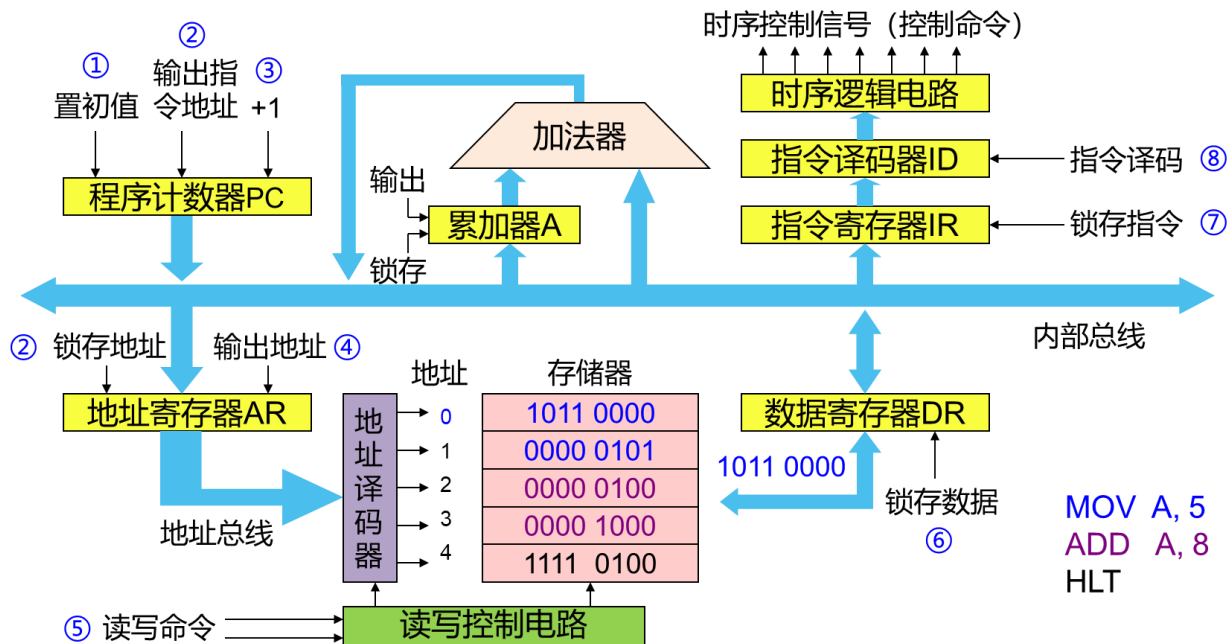 时序控制信号（控制命令）
①
②
③
置初值
输出指
令地址
+1
时序逻辑电路
加法器
指令译码器ID
指令译码 ⑧
输出
程序计数器PC
累加器A
指令寄存器IR
锁存指令 ⑦
锁存
内部总线
② 锁存地址
输出地址 ④
地址
存储器
地址寄存器AR
地
址
译
码
器
0
1
2
3
4
1011 0000
0000 0101
0000 0100
0000 1000
1111 0100
数据寄存器DR
1011 0000
锁存数据
⑥
地址总线
MOV A, 5
ADD A, 8
HLT
⑤ 读写命令
读写控制电路